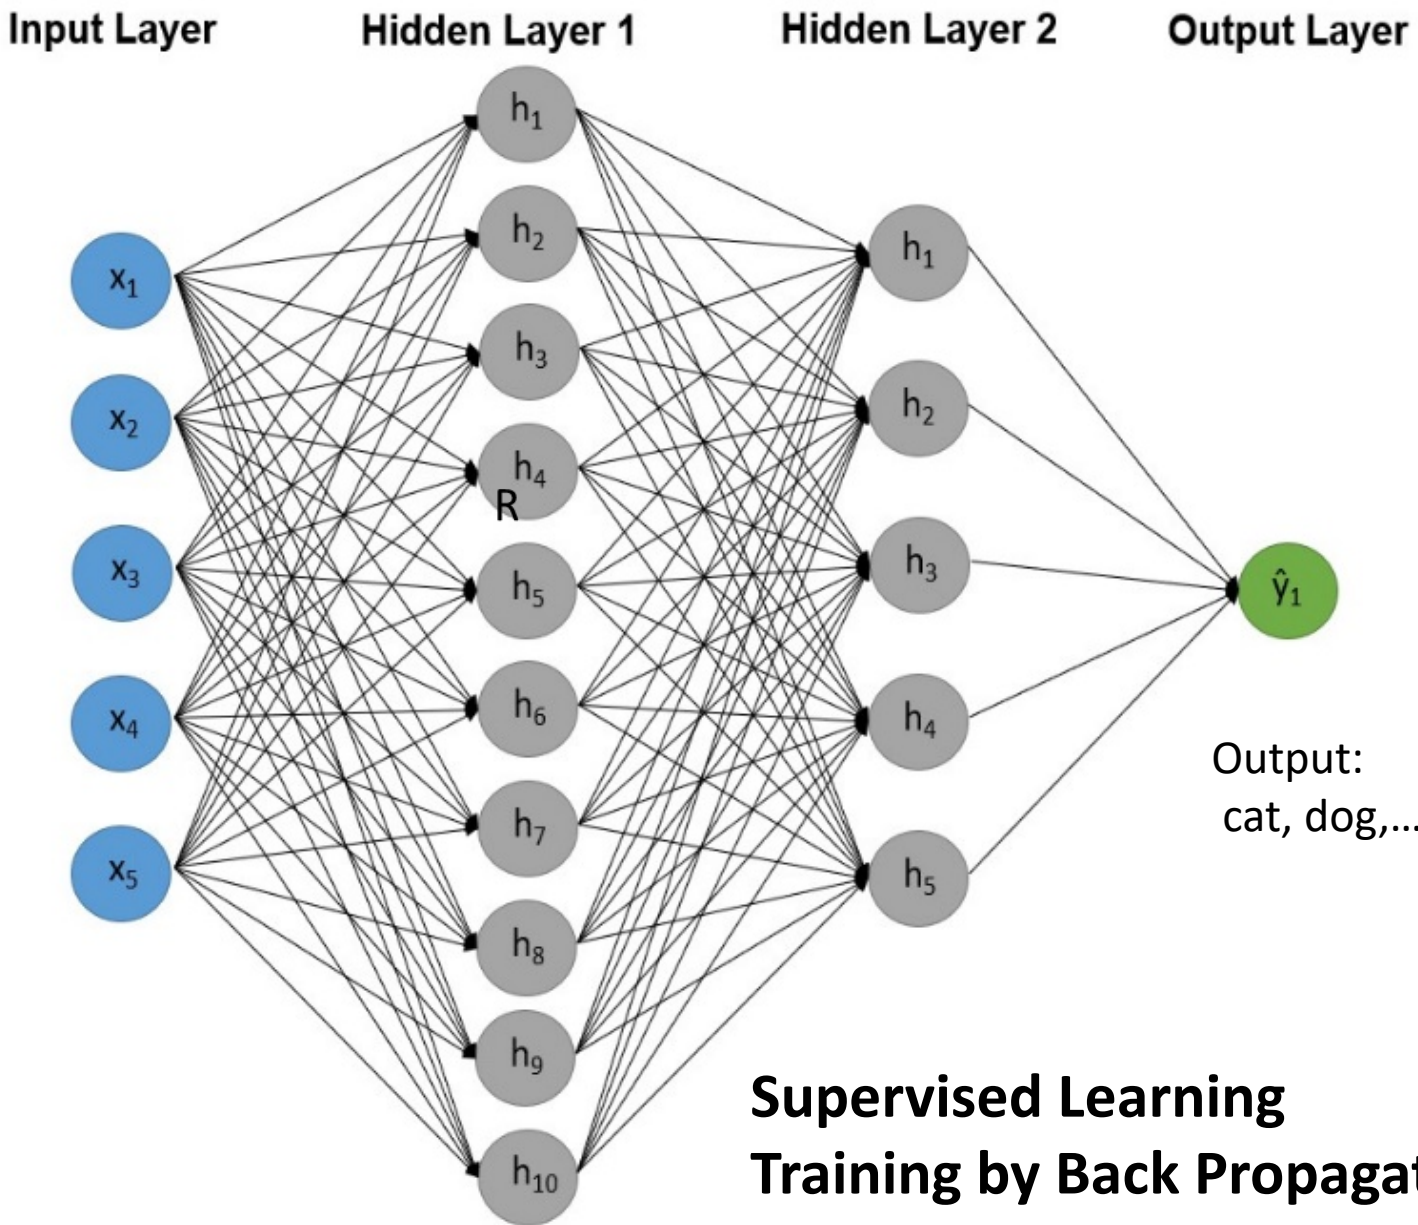 Input Layer
Hidden Layer 1
Hidden Layer 2
Output Layer
x1
x2
x3
x4
x5
h1
h2
h3
h4
R
h5
h6
h7
h8
h9
h10
h1
h2
h3
h4
h5
ŷ1
Output:
cat, dog,...
Supervised Learning
Training by Back Propagat